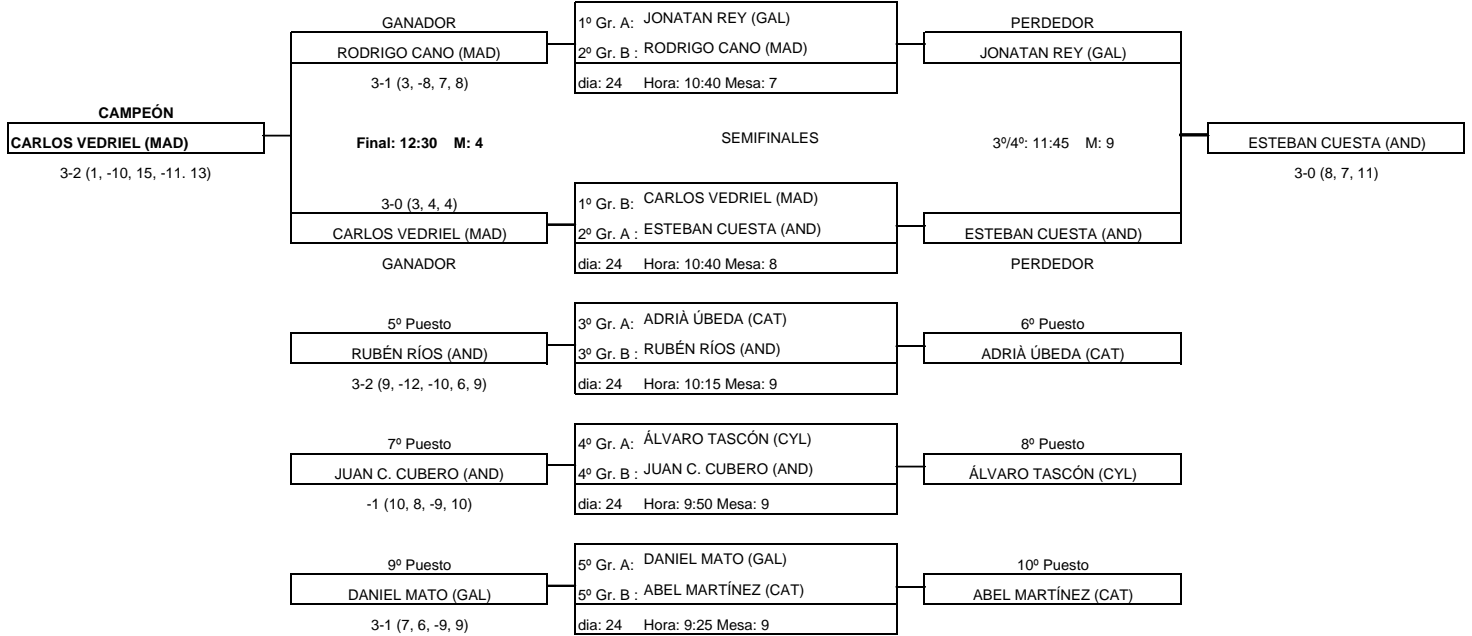 GANADOR
1º Gr. A: JONATAN REY (GAL)
PERDEDOR
RODRIGO CANO (MAD)
2º Gr. B : RODRIGO CANO (MAD)
JONATAN REY (GAL)
3-1 (3, -8, 7, 8)
dia: 24 Hora: 10:40 Mesa: 7
CAMPEÓN
CARLOS VEDRIEL (MAD)
Final: 12:30 M: 4
SEMIFINALES
3º/4º: 11:45 M: 9
ESTEBAN CUESTA (AND)
3-2 (1, -10, 15, -11. 13)
3-0 (8, 7, 11)
3-0 (3, 4, 4)
1º Gr. B: CARLOS VEDRIEL (MAD)
CARLOS VEDRIEL (MAD)
2º Gr. A : ESTEBAN CUESTA (AND)
ESTEBAN CUESTA (AND)
GANADOR
dia: 24 Hora: 10:40 Mesa: 8
PERDEDOR
5º Puesto
3º Gr. A: ADRIÀ ÚBEDA (CAT)
6º Puesto
RUBÉN RÍOS (AND)
3º Gr. B : RUBÉN RÍOS (AND)
ADRIÀ ÚBEDA (CAT)
3-2 (9, -12, -10, 6, 9)
dia: 24 Hora: 10:15 Mesa: 9
7º Puesto
4º Gr. A: ÁLVARO TASCÓN (CYL)
8º Puesto
JUAN C. CUBERO (AND)
4º Gr. B : JUAN C. CUBERO (AND)
ÁLVARO TASCÓN (CYL)
-1 (10, 8, -9, 10)
dia: 24 Hora: 9:50 Mesa: 9
9º Puesto
5º Gr. A: DANIEL MATO (GAL)
10º Puesto
DANIEL MATO (GAL)
5º Gr. B : ABEL MARTÍNEZ (CAT)
ABEL MARTÍNEZ (CAT)
3-1 (7, 6, -9, 9)
dia: 24 Hora: 9:25 Mesa: 9